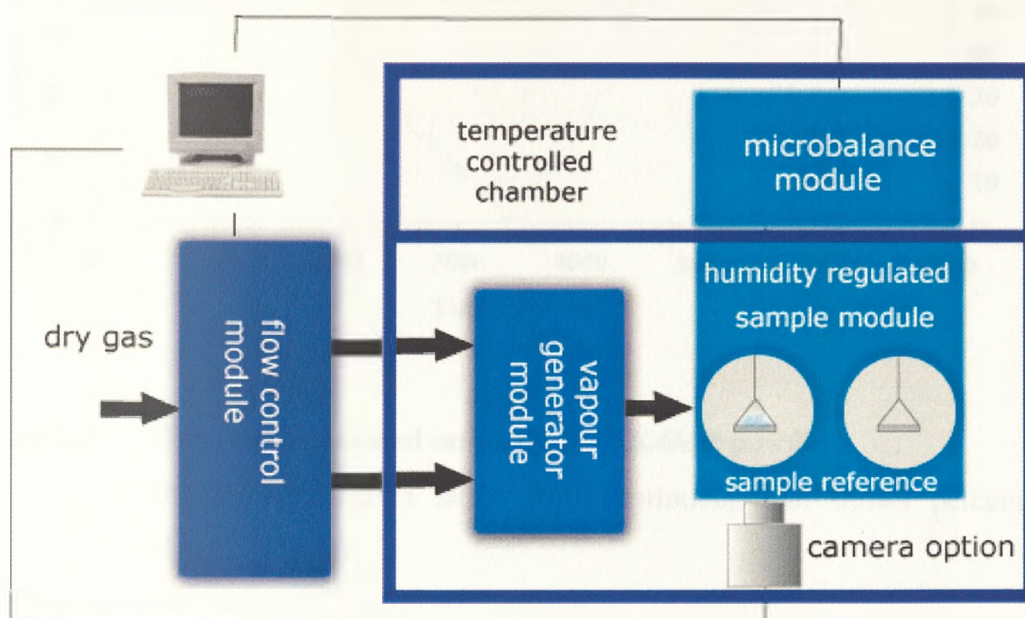 temperature
controlled
chamber
microbalance
module
dry gas
flow control
module
vapour
generator
module
humidity regulated
sample module
sample reference
camera option